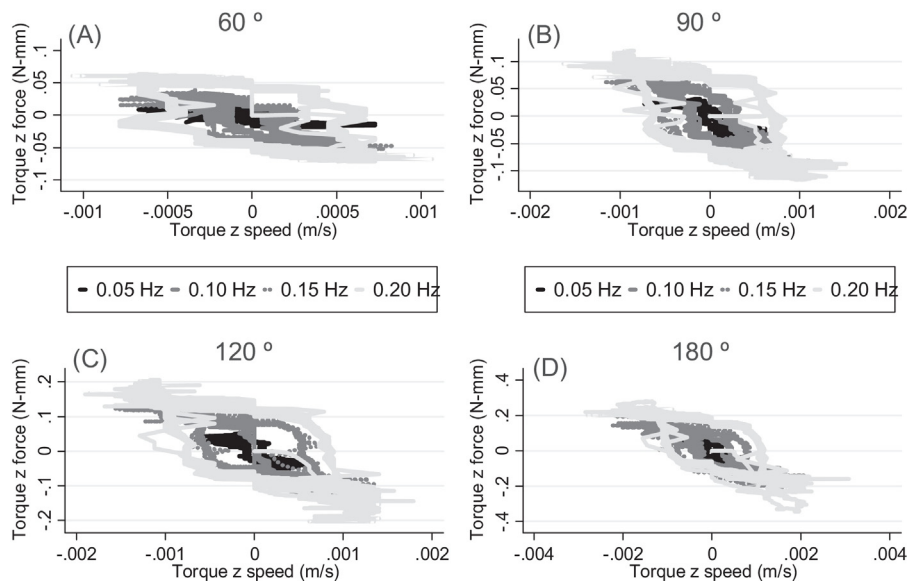 (A) 60 º
Torque z force (N-mm)
.1
.05
0
-.05
-.1
-.001 -.0005 0 .0005 .001
Torque z speed (m/s)
(B) 90 º
Torque z force (N-mm)
.1
.05
0
-.05
-.1
-.002 -.001 0 .001 .002
Torque z speed (m/s)
0.05 Hz 0.10 Hz 0.15 Hz 0.20 Hz
0.05 Hz 0.10 Hz 0.15 Hz 0.20 Hz
(C) 120 º
Torque z force (N-mm)
.2
.1
0
-.1
-.2
-.002 -.001 0 .001 .002
Torque z speed (m/s)
(D) 180 º
Torque z force (N-mm)
.4
.2
0
-.2
-.4
-.004 -.002 0 .002 .004
Torque z speed (m/s)